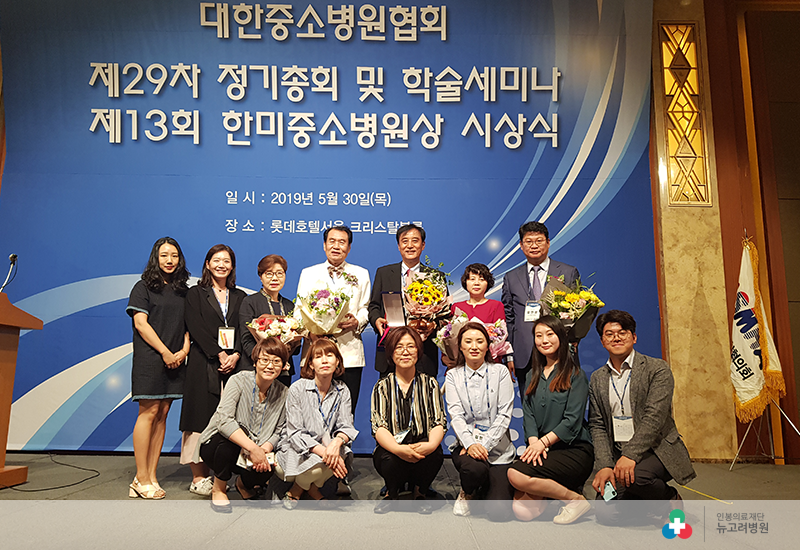 대한중소병원협회
제29차 정기총회 및 학술세미나
제13회 한미중소병원상 시상식
일 시 : 2019년 5월 30일(목)
장 소 : 롯데호텔서울 크리스탈볼룸
인봉의료재단
뉴고려병원